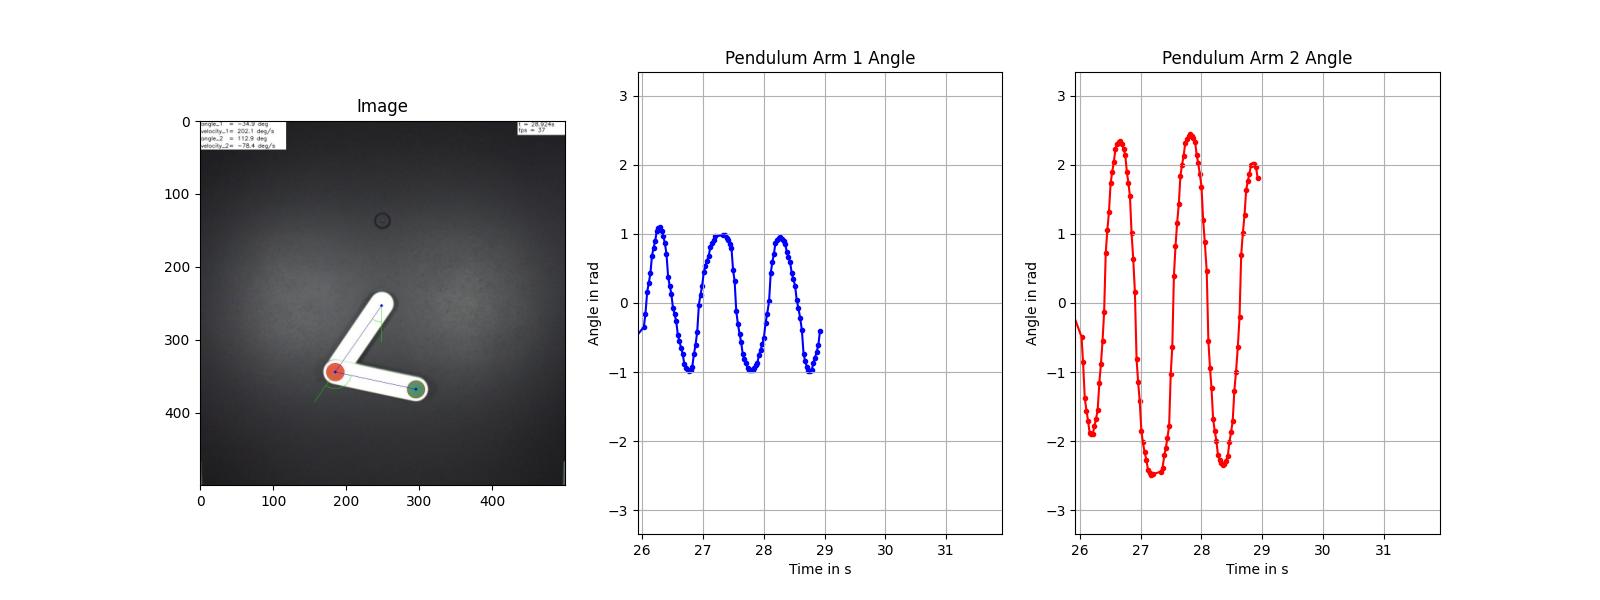 Image
Pendulum Arm 1 Angle
Pendulum Arm 2 Angle
angle_1 = -34.9 deg
velocity_1= 202.1 deg/s
angle_2 = 112.9 deg
velocity_2= -78.4 deg/s
t = 28.924s
fps = 37
0
100
200
300
400
0 100 200 300 400
Angle in rad
3
2
1
0
−1
−2
−3
26 27 28 29 30 31
Time in s
Angle in rad
3
2
1
0
−1
−2
−3
26 27 28 29 30 31
Time in s